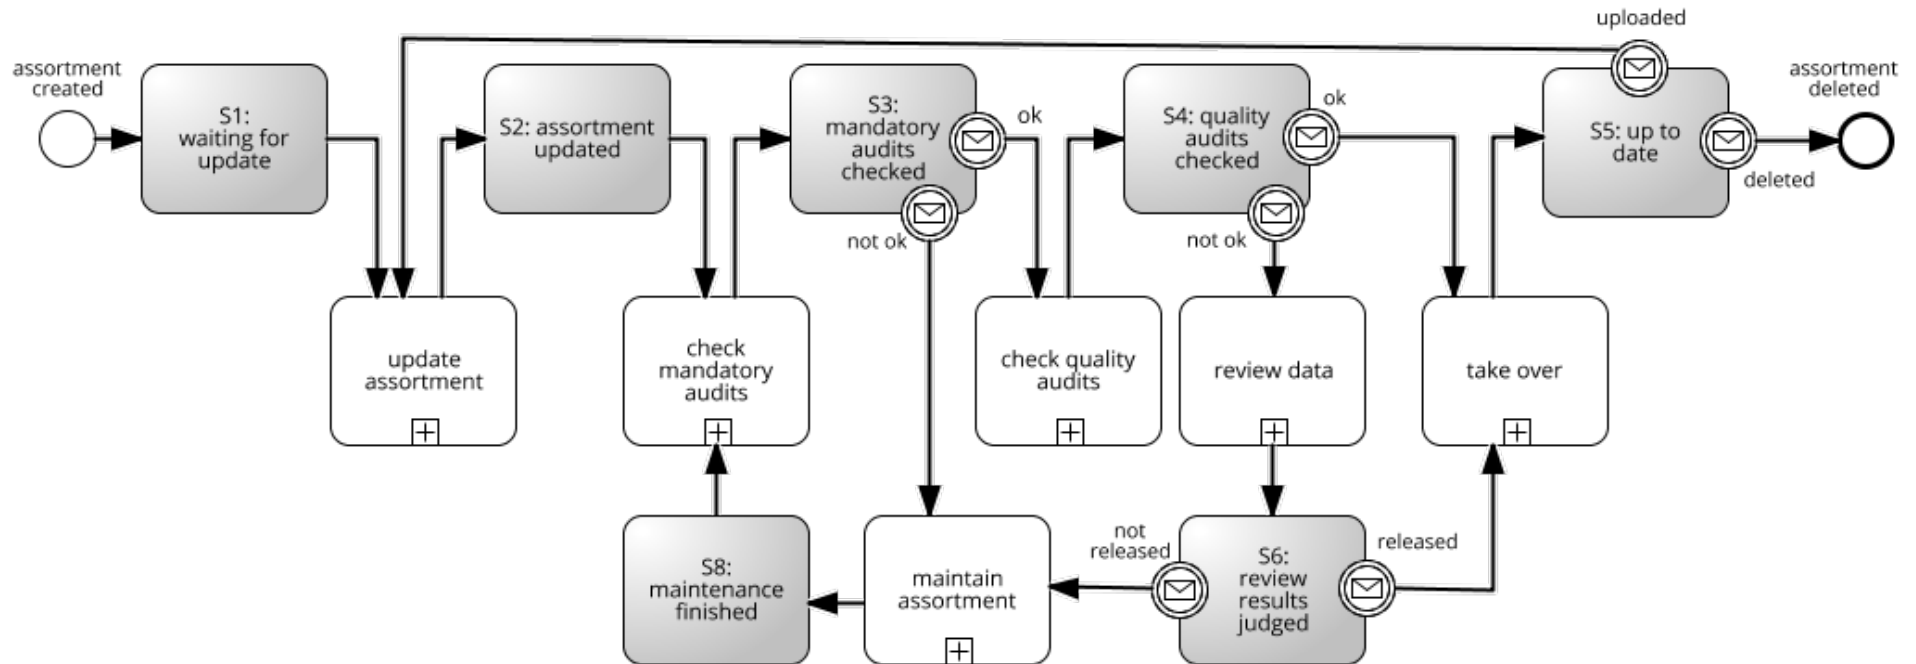 uploaded
assortment
created
assortment
deleted
S1:
waiting for
update
S2: assortment
updated
S3:
mandatory
audits
checked
ok
not ok
S4: quality
audits
checked
ok
not ok
S5: up to
date
deleted
update
assortment
check
mandatory
audits
check quality
audits
review data
take over
S8:
maintenance
finished
maintain
assortment
not
released
S6:
review
results
judged
released